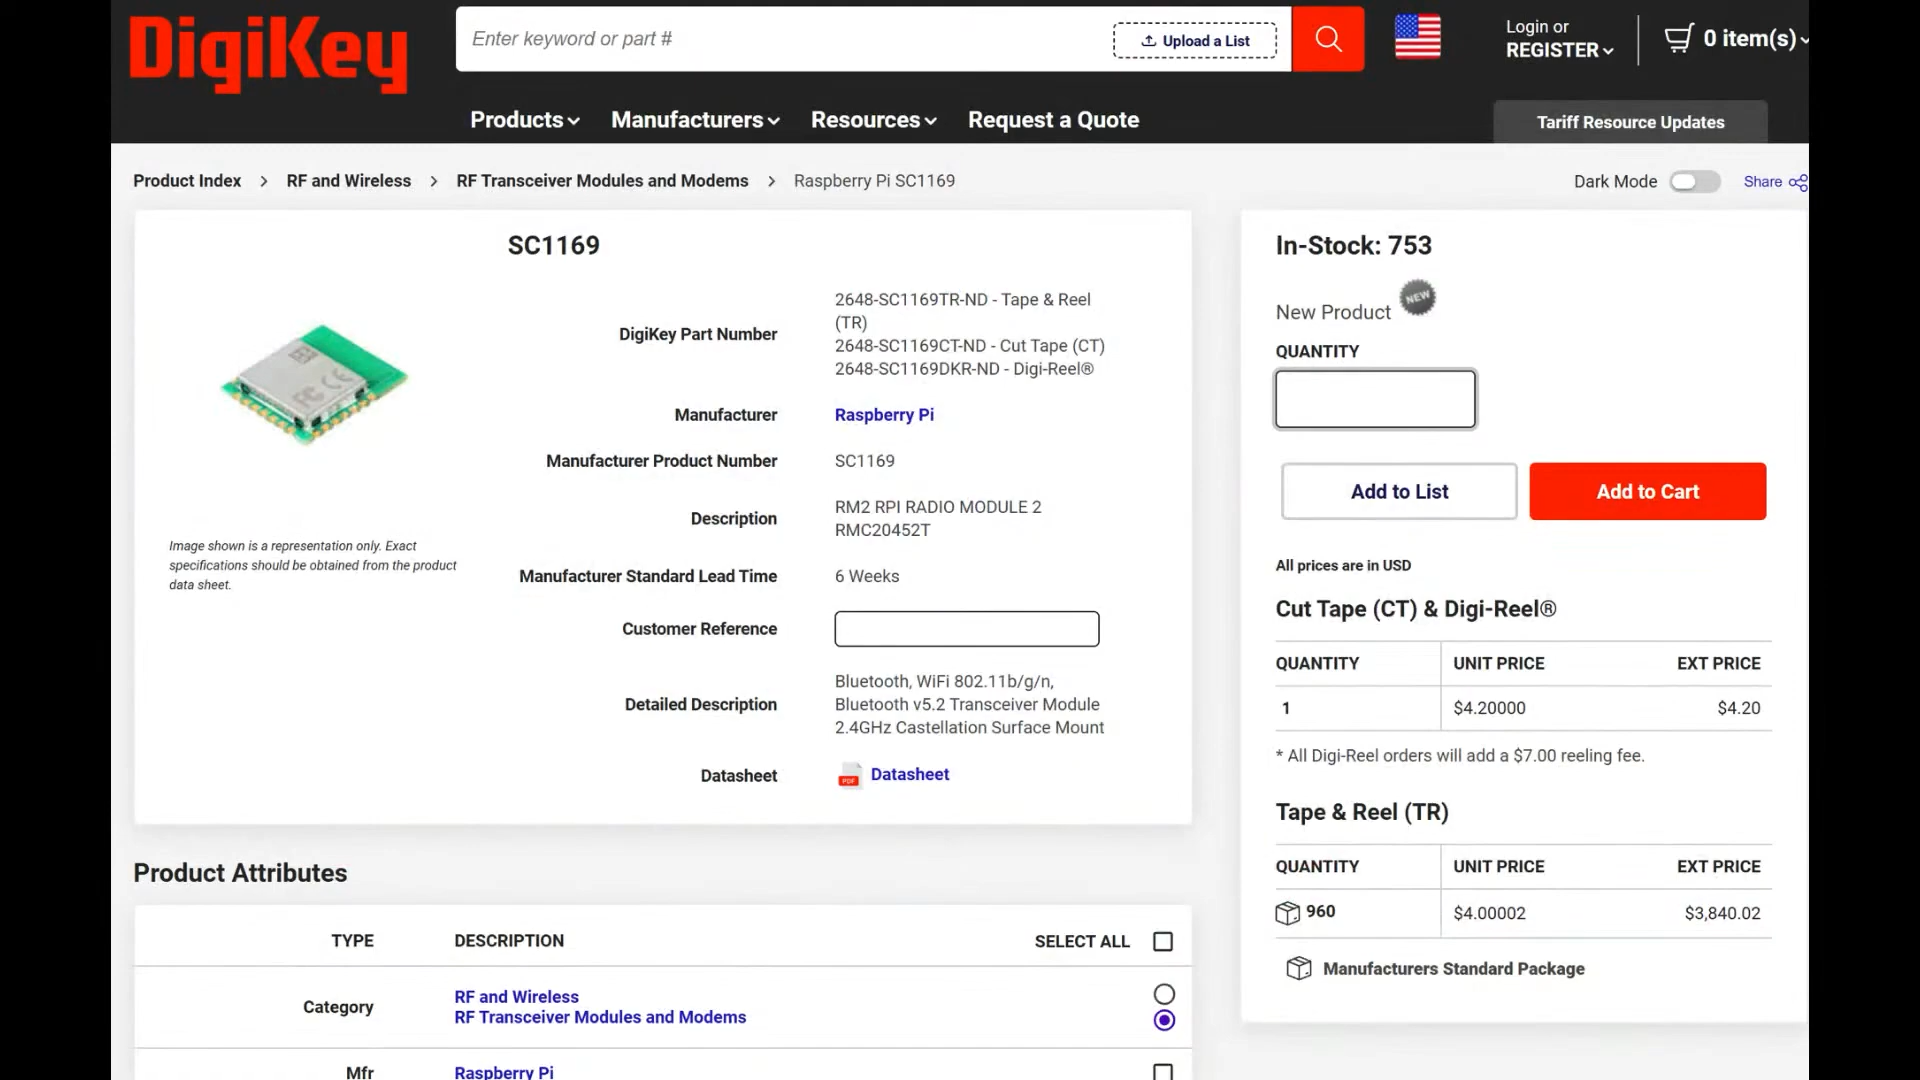 DigiKey
Enter keyword or part #
Upload a List
Login or
REGISTER
0 item(s)
Products
Manufacturers
Resources
Request a Quote
Tariff Resource Updates
Product Index > RF and Wireless > RF Transceiver Modules and Modems > Raspberry Pi SC1169
Dark Mode
Share
SC1169
DigiKey Part Number
2648-SC1169TR-ND - Tape & Reel
(TR)
2648-SC1169CT-ND - Cut Tape (CT)
2648-SC1169DKR-ND - Digi-Reel®
Manufacturer
Raspberry Pi
Manufacturer Product Number
SC1169
Description
RM2 RPI RADIO MODULE 2
RMC20452T
Manufacturer Standard Lead Time
6 Weeks
Customer Reference
Detailed Description
Bluetooth, WiFi 802.11b/g/n,
Bluetooth v5.2 Transceiver Module
2.4GHz Castellation Surface Mount
Datasheet
PDF
Datasheet
FC CE
Image shown is a representation only. Exact
specifications should be obtained from the product
data sheet.
Product Attributes
TYPE
DESCRIPTION
SELECT ALL
Category
RF and Wireless
RF Transceiver Modules and Modems
Mfr
Raspberry Pi
In-Stock: 753
New Product
NEW
QUANTITY
Add to List
Add to Cart
All prices are in USD
Cut Tape (CT) & Digi-Reel®
QUANTITY UNIT PRICE EXT PRICE
1 $4.20000 $4.20
* All Digi-Reel orders will add a $7.00 reeling fee.
Tape & Reel (TR)
QUANTITY UNIT PRICE EXT PRICE
960 $4.00002 $3,840.02
Manufacturers Standard Package